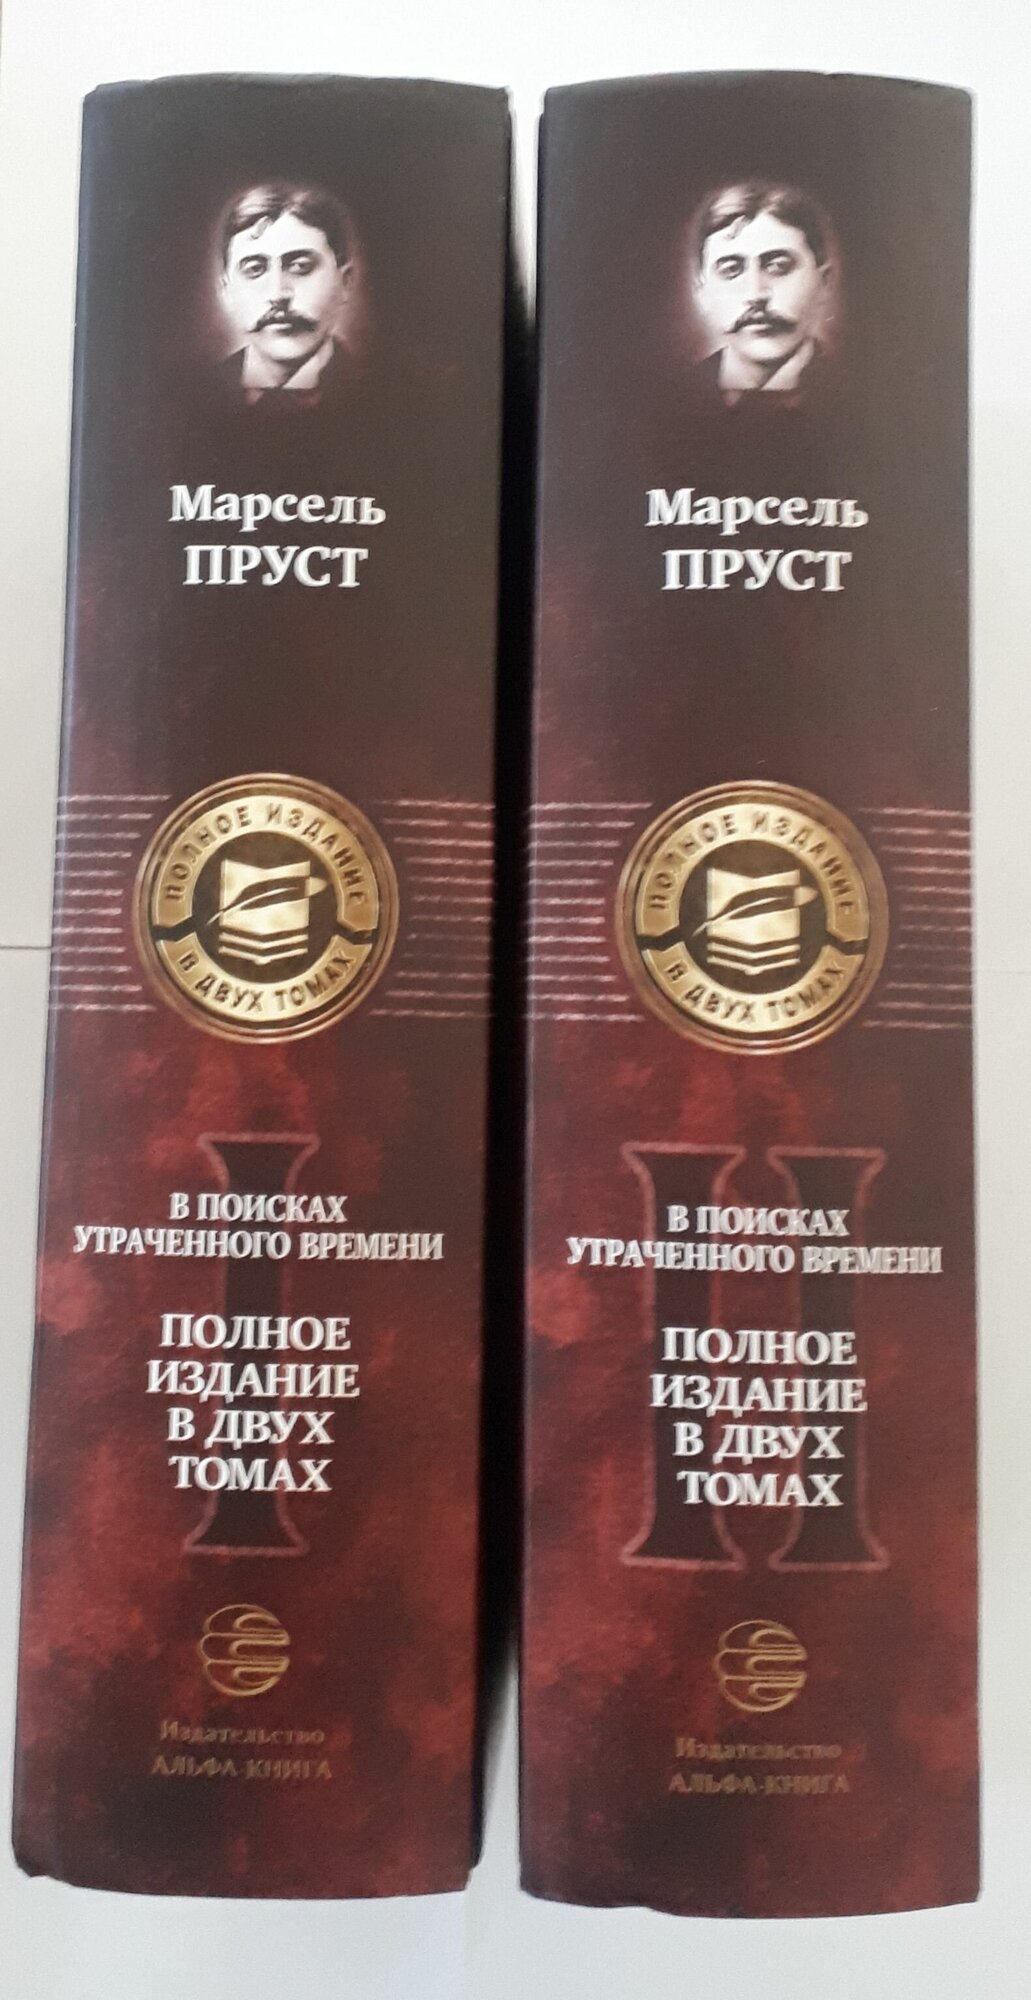 Марсель
ПРУСТ
ПОЛНОЕ ИЗДАНИЕ
В ДВУХ ТОМАХ
I
В ПОИСКАХ
УТРАЧЕННОГО ВРЕМЕНИ
ПОЛНОЕ
ИЗДАНИЕ
В ДВУХ
ТОМАХ
Издательство
АЛЬФА-КНИГА
Марсель
ПРУСТ
ПОЛНОЕ ИЗДАНИЕ
В ДВУХ ТОМАХ
II
В ПОИСКАХ
УТРАЧЕННОГО ВРЕМЕНИ
ПОЛНОЕ
ИЗДАНИЕ
В ДВУХ
ТОМАХ
Издательство
АЛЬФА-КНИГА